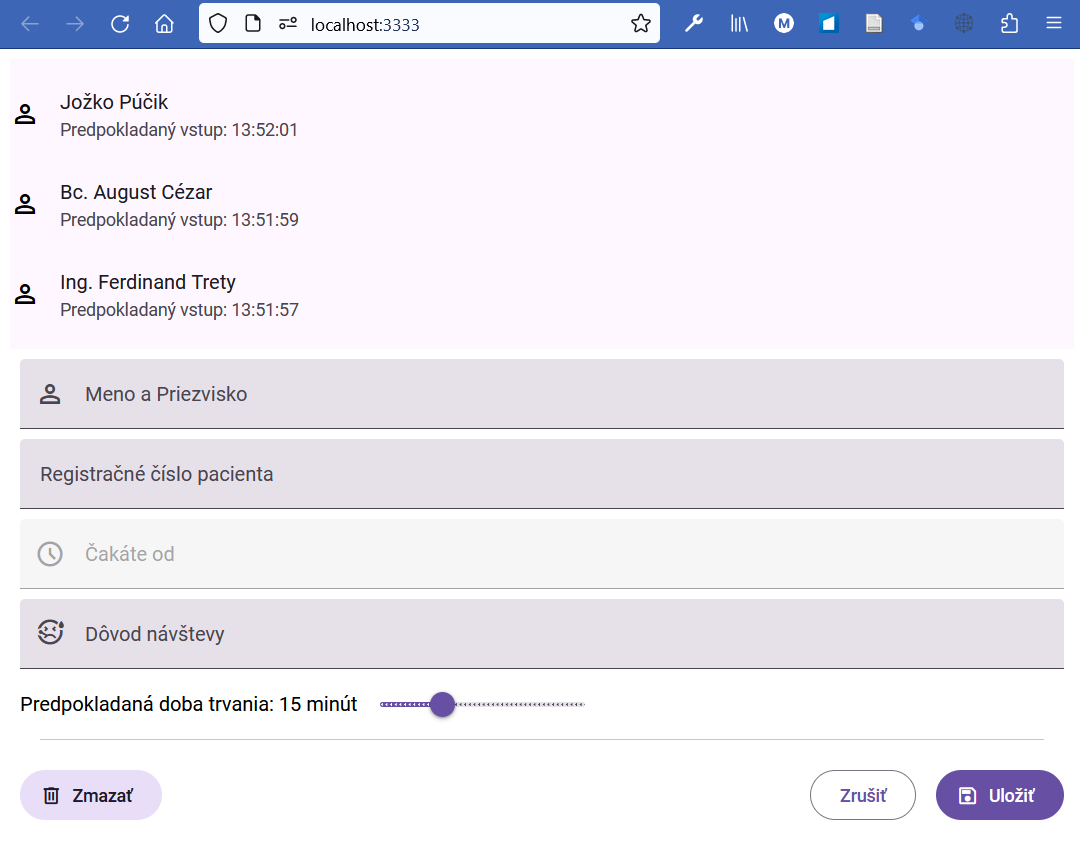 localhost:3333
M
Jožko Púčik
Predpokladaný vstup: 13:52:01
Bc. August Cézar
Predpokladaný vstup: 13:51:59
Ing. Ferdinand Trety
Predpokladaný vstup: 13:51:57
Meno a Priezvisko
Registračné číslo pacienta
Čakáte od
Dôvod návštevy
Predpokladaná doba trvania: 15 minút
Zmazať
Zrušiť
Uložiť